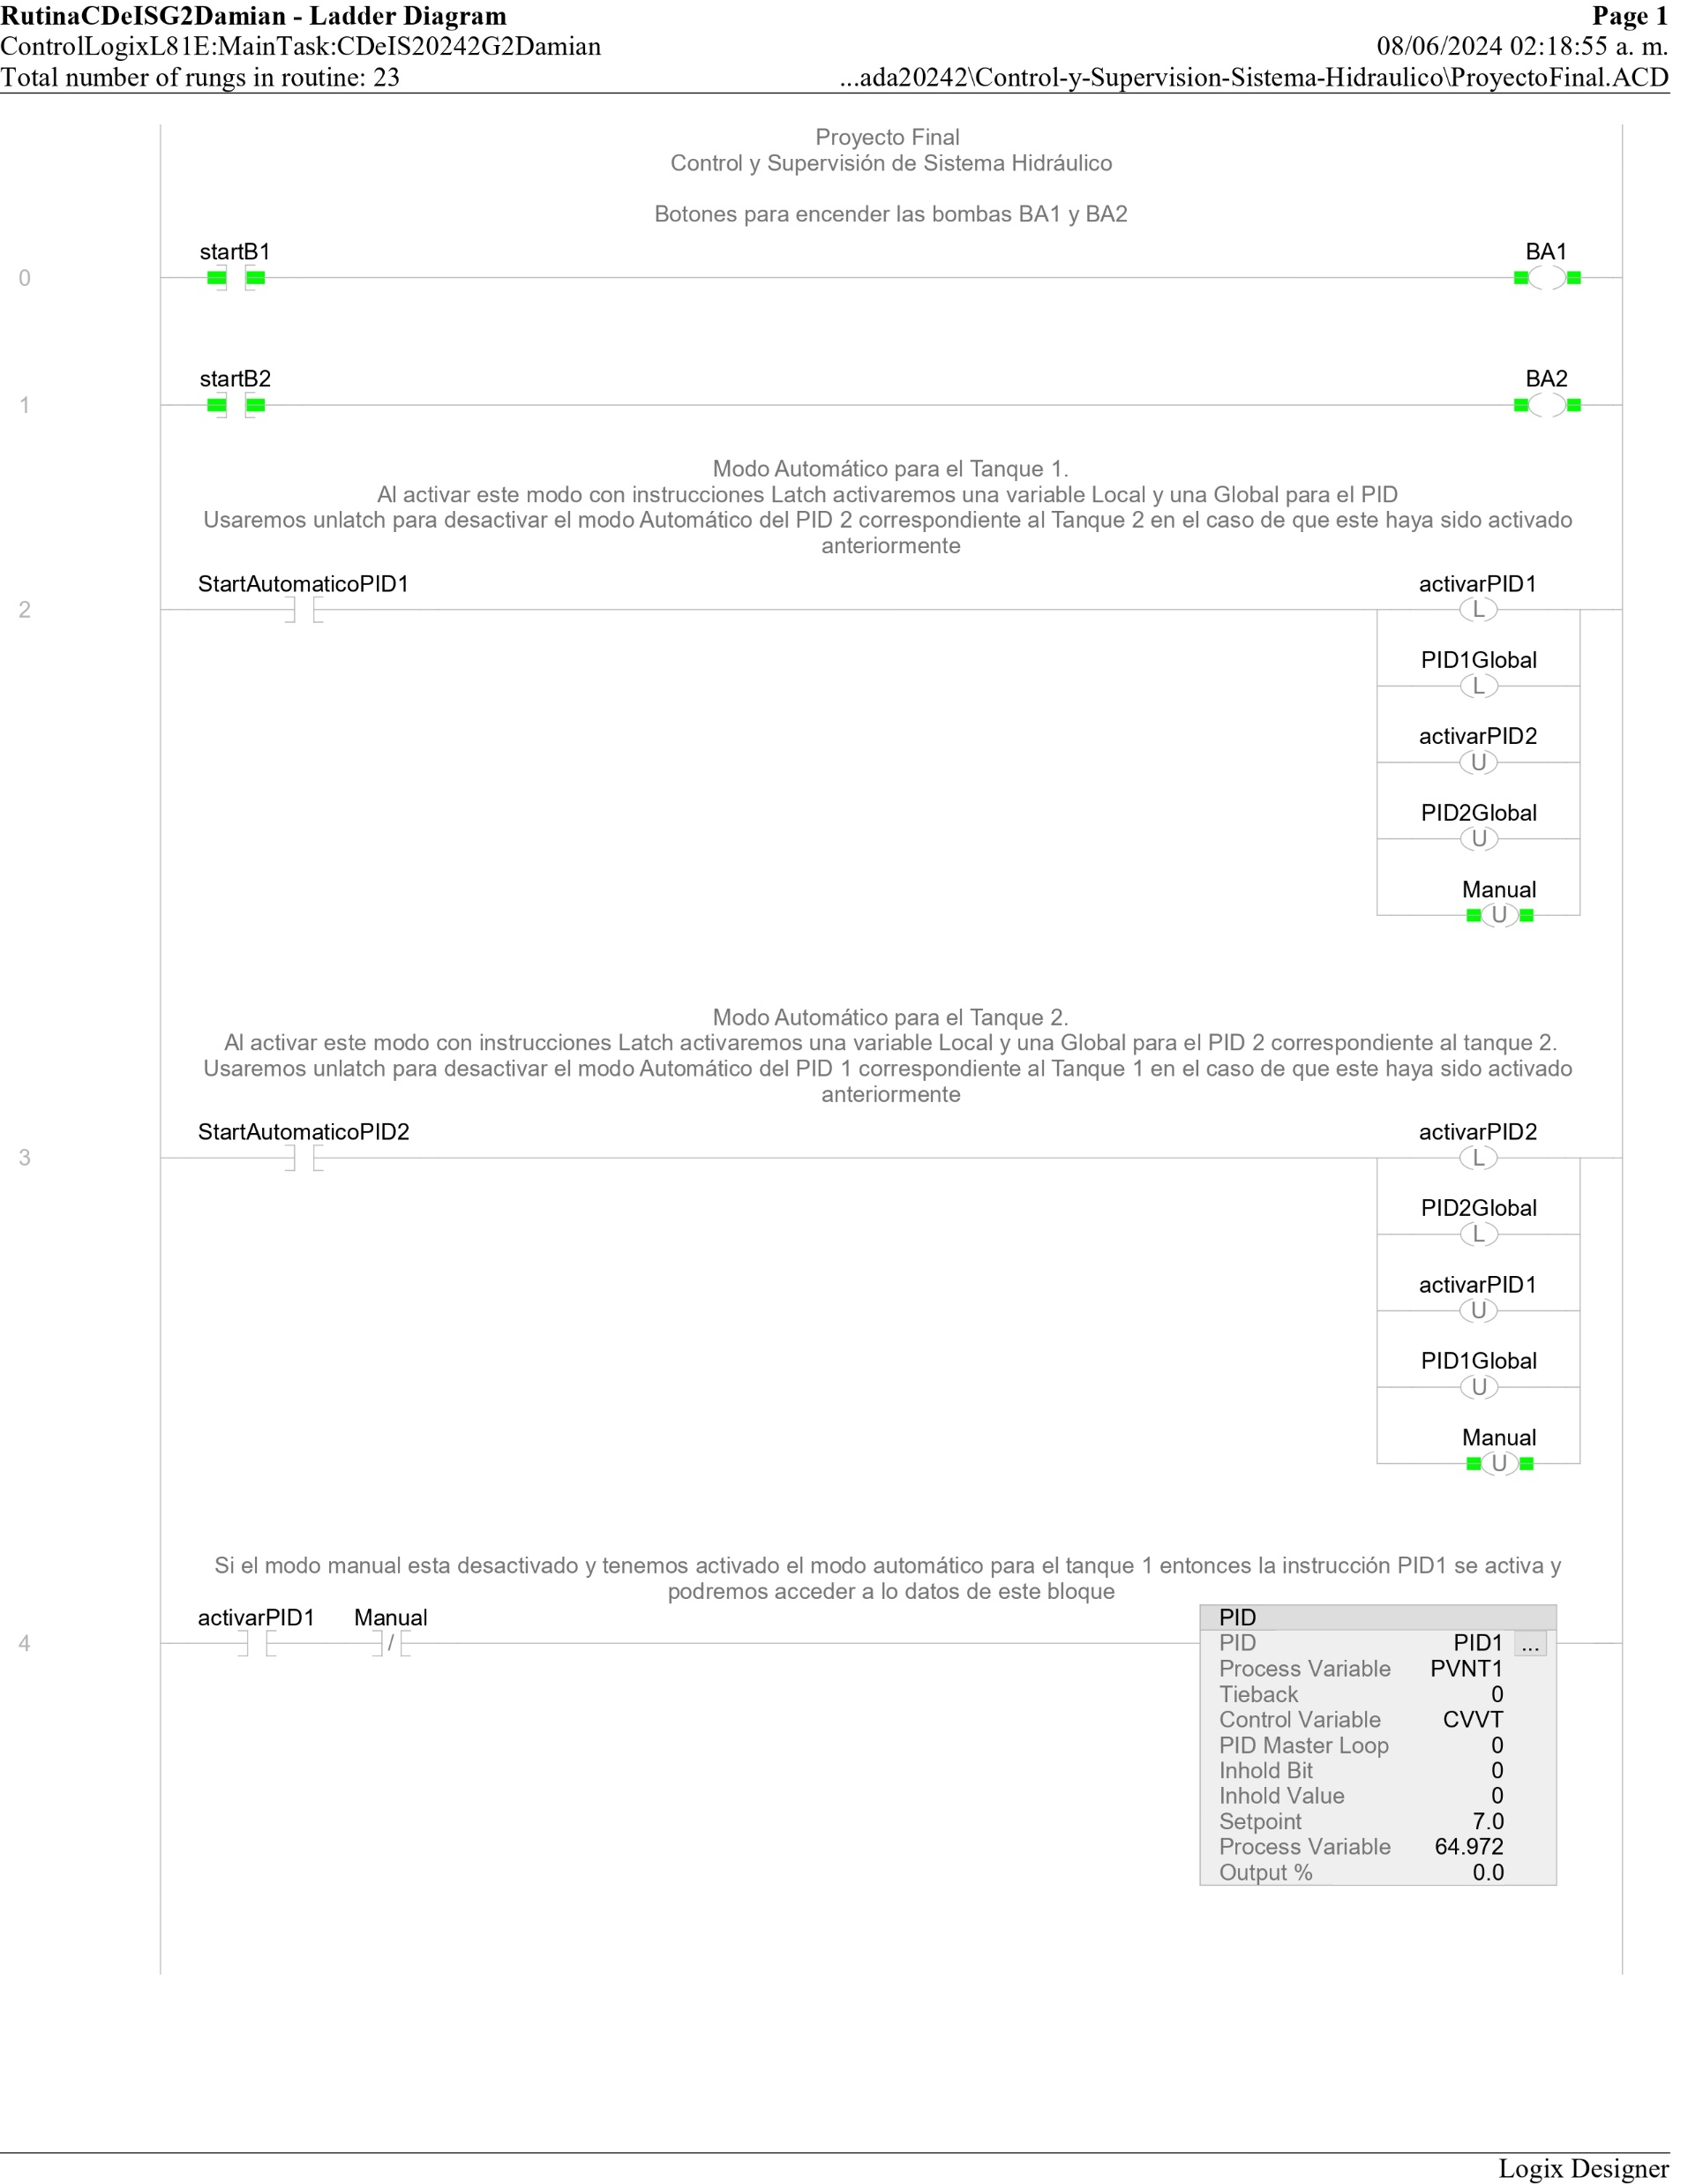 RutinaCDeISG2Damian - Ladder Diagram
Page 1
ControlLogixL81E:MainTask:CDeIS20242G2Damian
08/06/2024 02:18:55 a. m.
Total number of rungs in routine: 23
...ada20242\Control-y-Supervision-Sistema-Hidraulico\ProyectoFinal.ACD
Proyecto Final
Control y Supervisión de Sistema Hidráulico
Botones para encender las bombas BA1 y BA2
startB1
BA1
0
startB2
BA2
1
Modo Automático para el Tanque 1.
Al activar este modo con instrucciones Latch activaremos una variable Local y una Global para el PID
Usaremos unlatch para desactivar el modo Automático del PID 2 correspondiente al Tanque 2 en el caso de que este haya sido activado
anteriormente
StartAutomaticoPID1
activarPID1
2
L
PID1Global
L
activarPID2
U
PID2Global
U
Manual
U
Modo Automático para el Tanque 2.
Al activar este modo con instrucciones Latch activaremos una variable Local y una Global para el PID 2 correspondiente al tanque 2.
Usaremos unlatch para desactivar el modo Automático del PID 1 correspondiente al Tanque 1 en el caso de que este haya sido activado
anteriormente
StartAutomaticoPID2
activarPID2
3
L
PID2Global
L
activarPID1
U
PID1Global
U
Manual
U
Si el modo manual esta desactivado y tenemos activado el modo automático para el tanque 1 entonces la instrucción PID1 se activa y
podremos acceder a lo datos de este bloque
activarPID1
Manual
PID
4
/
PID PID1 ...
Process Variable PVNT1
Tieback 0
Control Variable CVVT
PID Master Loop 0
Inhold Bit 0
Inhold Value 0
Setpoint 7.0
Process Variable 64.972
Output % 0.0
Logix Designer